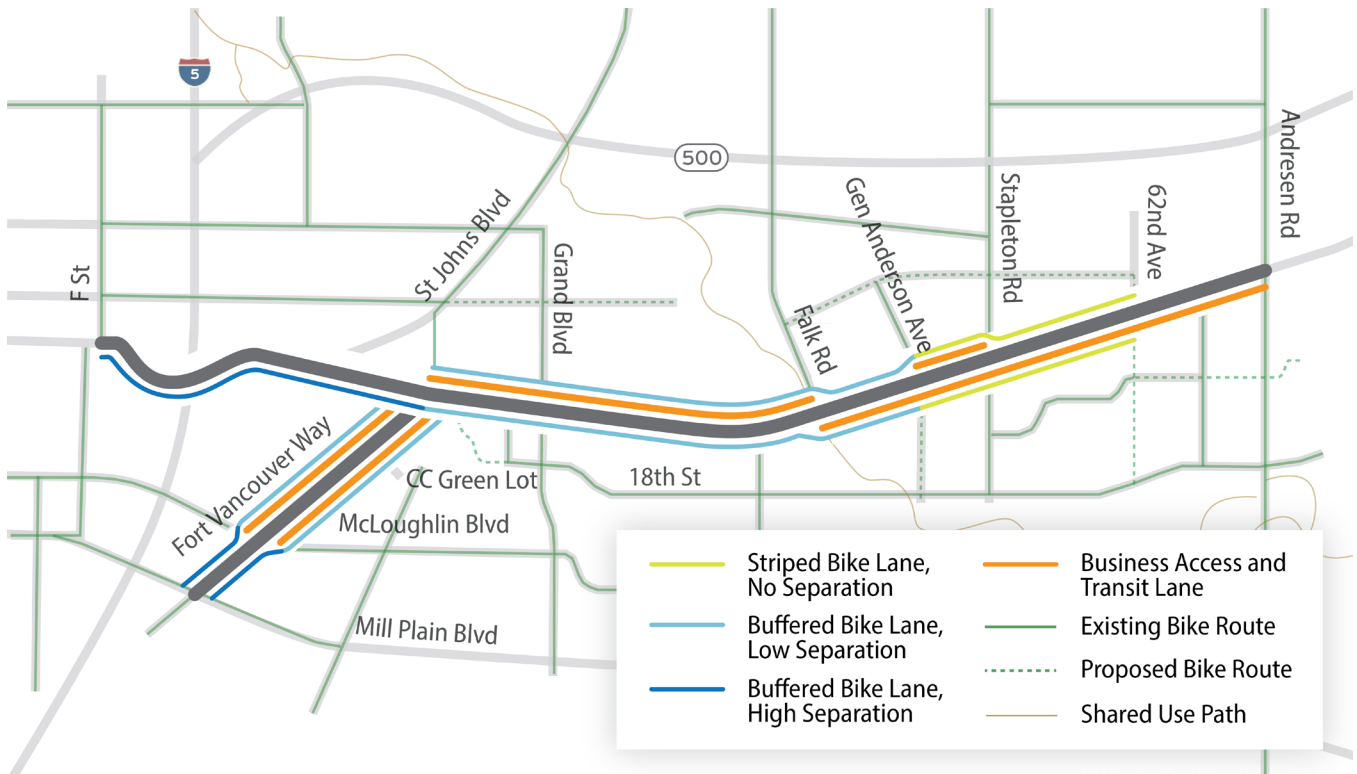 5
500
F St
St Johns Blvd
Grand Blvd
Falk Rd
Gen Anderson Ave
Stapleton Rd
62nd Ave
Andresen Rd
Fort Vancouver Way
CC Green Lot
18th St
McLoughlin Blvd
Mill Plain Blvd
Striped Bike Lane,
No Separation
Buffered Bike Lane,
Low Separation
Buffered Bike Lane,
High Separation
Business Access and
Transit Lane
Existing Bike Route
Proposed Bike Route
Shared Use Path